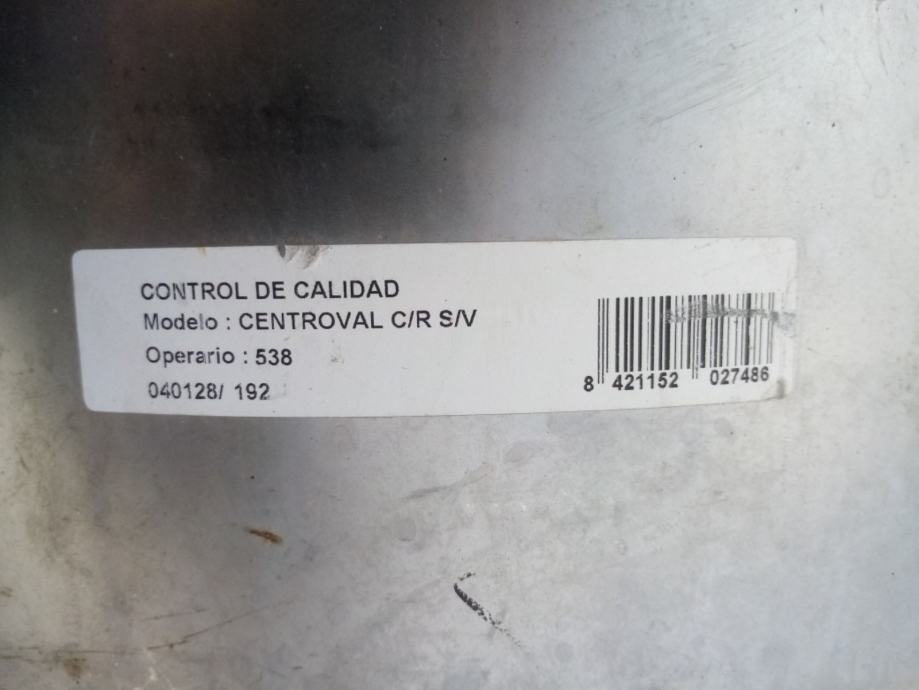 CONTROL DE CALIDAD
Modelo : CENTROVAL C/R S/V
Operario : 538
040128/ 192
8 421152 027486